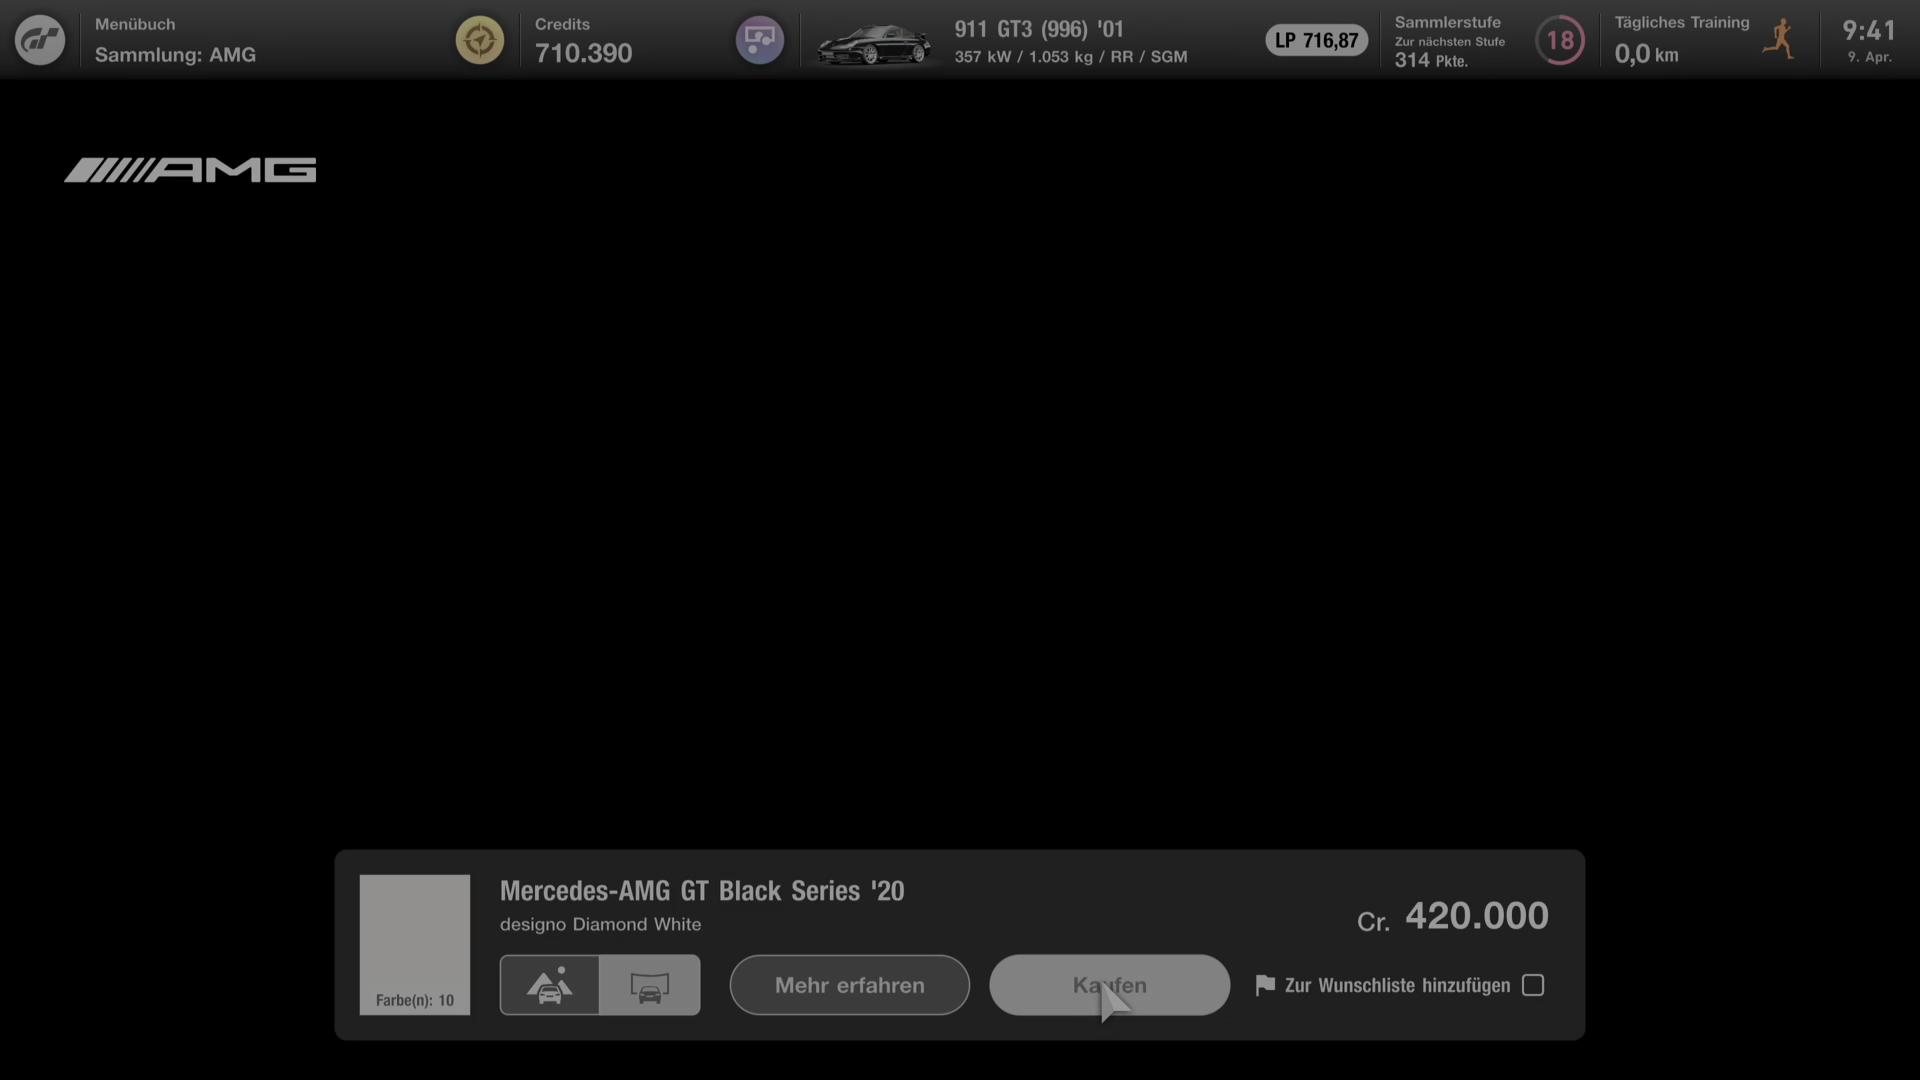 Menübuch
Sammlung: AMG
Credits
710.390
911 GT3 (996) '01
357 kW / 1.053 kg / RR / SGM
LP 716,87
Sammlerstufe
Zur nächsten Stufe
314 Pkte.
18
Tägliches Training
0,0 km
9:41
9. Apr.
AMG
Mercedes-AMG GT Black Series '20
designo Diamond White
Cr. 420.000
Farbe(n): 10
Mehr erfahren
Kaufen
Zur Wunschliste hinzufügen